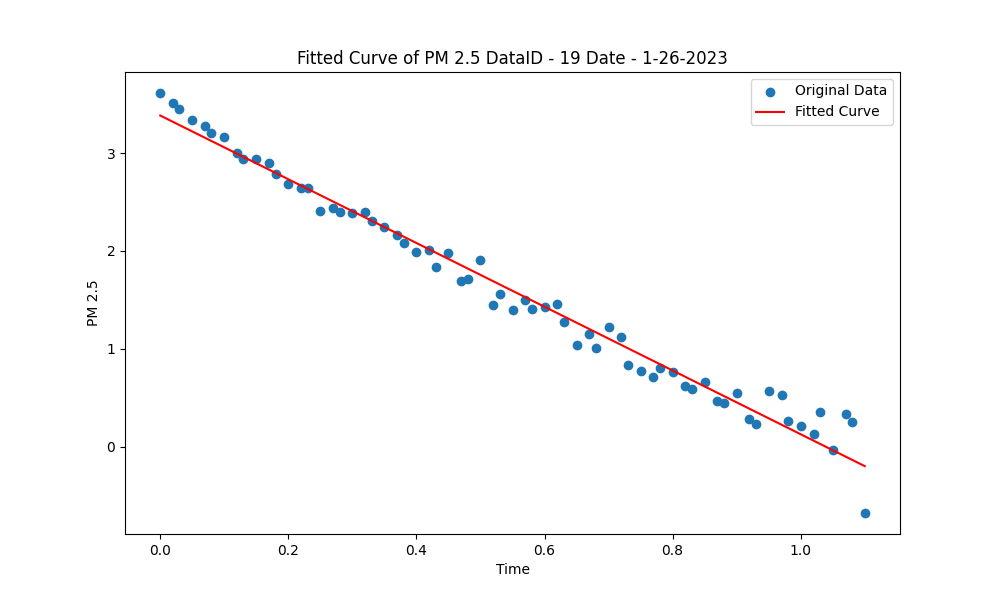 Fitted Curve of PM 2.5 DataID - 19 Date - 1-26-2023
Original Data
Fitted Curve
PM 2.5
3
2
1
0
0.0 0.2 0.4 0.6 0.8 1.0
Time